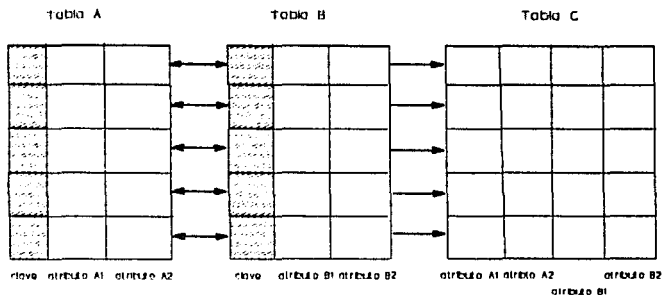 Tabla A Tabla B Tabla C
clave atributo A1 atributo A2 clave atributo B1 atributo B2 atributo A1 atribto A2 atributo B2
atributo B1